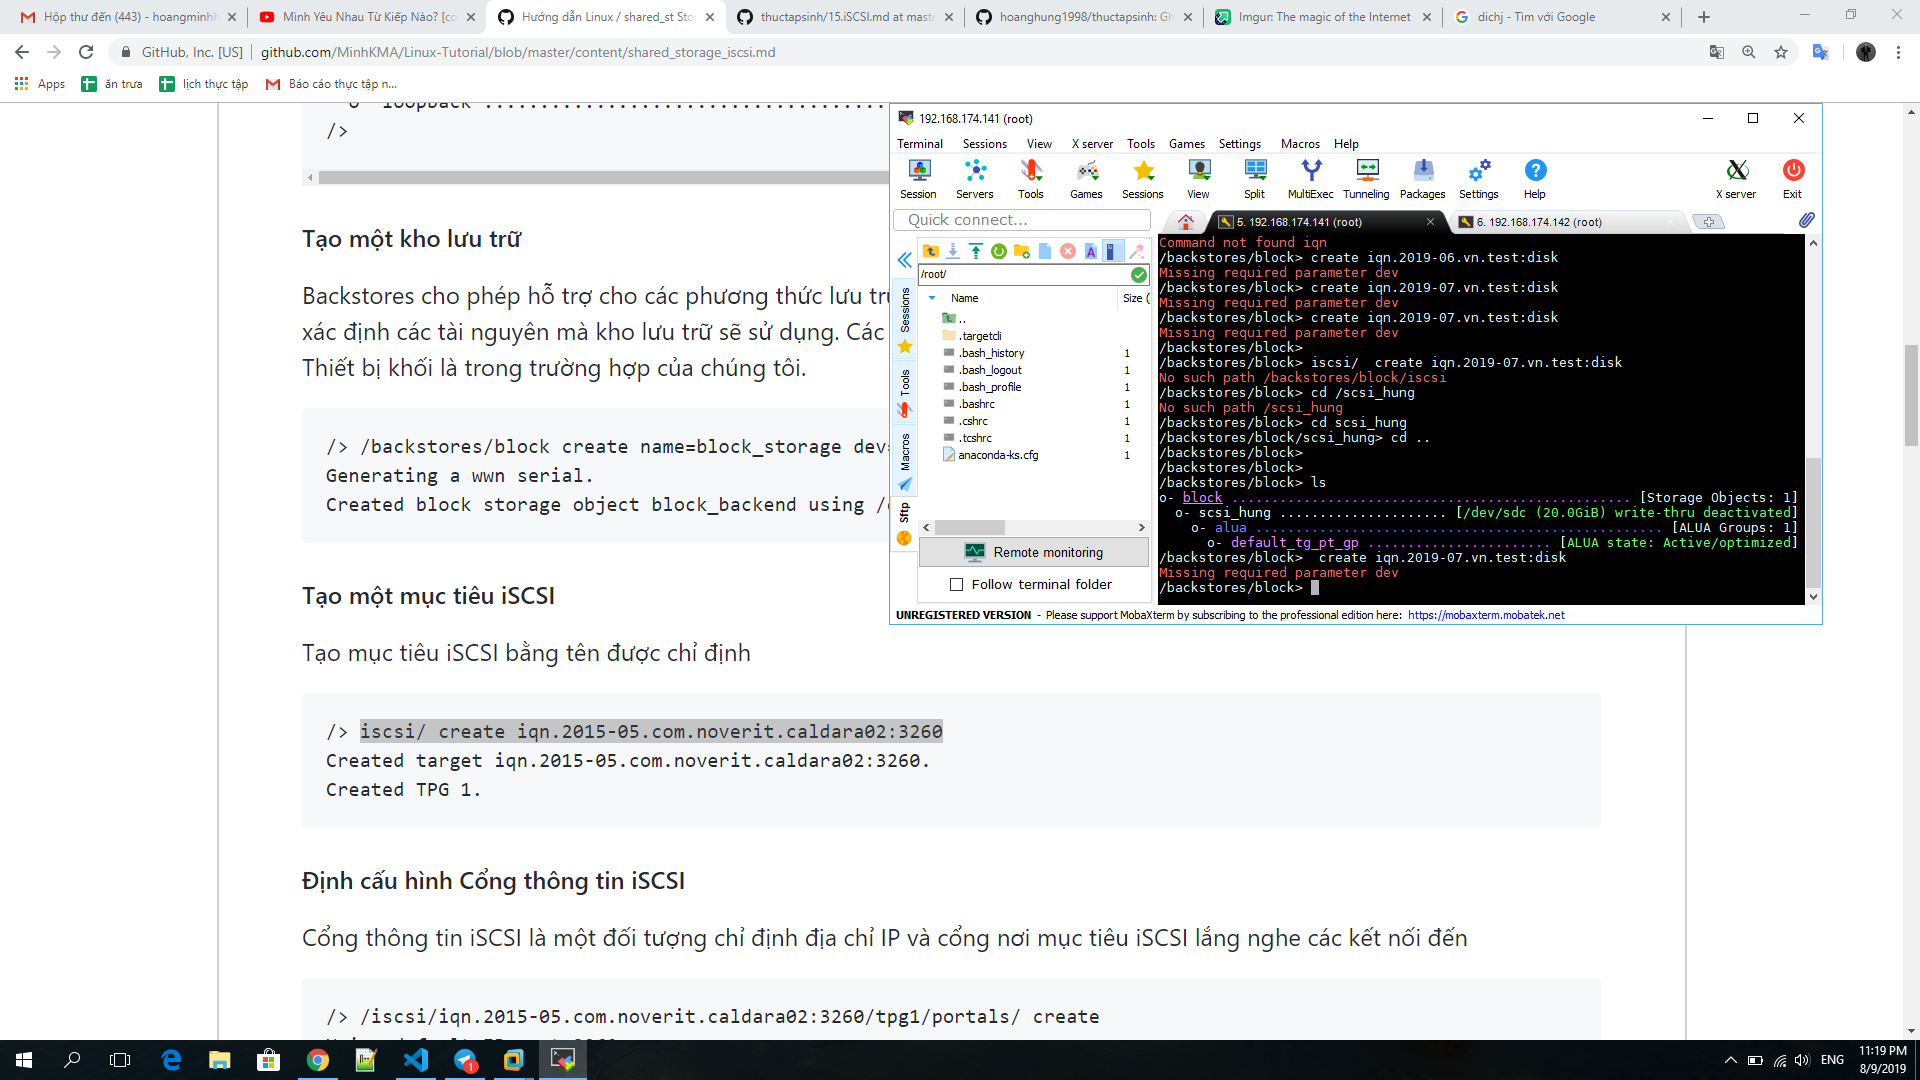 Hộp thư đến (443) - hoangminhh
Mình Yêu Nhau Từ Kiếp Nào? [co
Hướng dẫn Linux / shared_st Sto
thuctapsinh/15.iSCSI.md at mast
hoanghung1998/thuctapsinh: Gh
Imgur: The magic of the Internet
dichj - Tìm với Google
GitHub, Inc. [US]
github.com/MinhKMA/Linux-Tutorial/blob/master/content/shared_storage_iscsi.md
Apps
ăn trưa
lịch thực tập
Báo cáo thực tập n...
o- loopback
/>
Tạo một kho lưu trữ
Backstores cho phép hỗ trợ cho các phương thức lưu trữ
xác định các tài nguyên mà kho lưu trữ sẽ sử dụng. Các
Thiết bị khối là trong trường hợp của chúng tôi.
/> /backstores/block create name=block_storage dev=
Generating a wwn serial.
Created block storage object block_backend using /d
Tạo một mục tiêu iSCSI
Tạo mục tiêu iSCSI bằng tên được chỉ định
/> iscsi/ create iqn.2015-05.com.noverit.caldara02:3260
Created target iqn.2015-05.com.noverit.caldara02:3260.
Created TPG 1.
Định cấu hình Cổng thông tin iSCSI
Cổng thông tin iSCSI là một đối tượng chỉ định địa chỉ IP và cổng nơi mục tiêu iSCSI lắng nghe các kết nối đến
/> /iscsi/iqn.2015-05.com.noverit.caldara02:3260/tpg1/portals/ create
192.168.174.141 (root)
Terminal Sessions View X server Tools Games Settings Macros Help
Session Servers Tools Games Sessions View Split MultiExec Tunneling Packages Settings Help X server Exit
Quick connect...
5. 192.168.174.141 (root)
6. 192.168.174.142 (root)
/root/
Sessions
Tools
Macros
Sftp
Name Size (
..
.targetcli
.bash_history 1
.bash_logout 1
.bash_profile 1
.bashrc 1
.cshrc 1
.tcshrc 1
anaconda-ks.cfg 1
Remote monitoring
Follow terminal folder
Command not found iqn
/backstores/block> create iqn.2019-06.vn.test:disk
Missing required parameter dev
/backstores/block> create iqn.2019-07.vn.test:disk
Missing required parameter dev
/backstores/block> create iqn.2019-07.vn.test:disk
Missing required parameter dev
/backstores/block>
/backstores/block> iscsi/  create iqn.2019-07.vn.test:disk
No such path /backstores/block/iscsi
/backstores/block> cd /scsi_hung
No such path /scsi_hung
/backstores/block> cd scsi_hung
/backstores/block/scsi_hung> cd ..
/backstores/block>
/backstores/block>
/backstores/block> ls
o- block .................................................. [Storage Objects: 1]
o- scsi_hung ..................... [/dev/sdc (20.0GiB) write-thru deactivated]
o- alua ................................................... [ALUA Groups: 1]
o- default_tg_pt_gp ....................... [ALUA state: Active/optimized]
/backstores/block>  create iqn.2019-07.vn.test:disk
Missing required parameter dev
/backstores/block>
UNREGISTERED VERSION - Please support MobaXterm by subscribing to the professional edition here: https://mobaxterm.mobatek.net
1
ENG
11:19 PM
8/9/2019